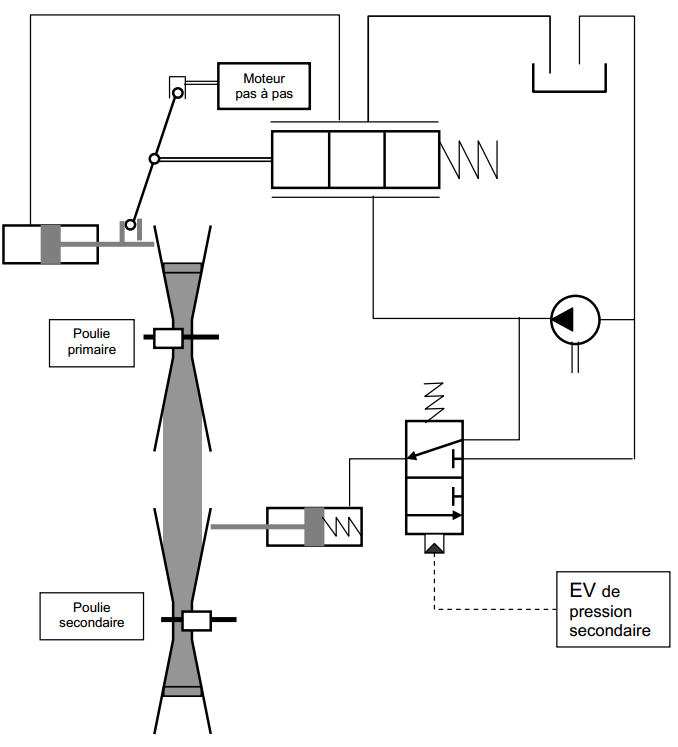 Moteur
pas à pas
Poulie
primaire
EV de
pression
secondaire
Poulie
secondaire